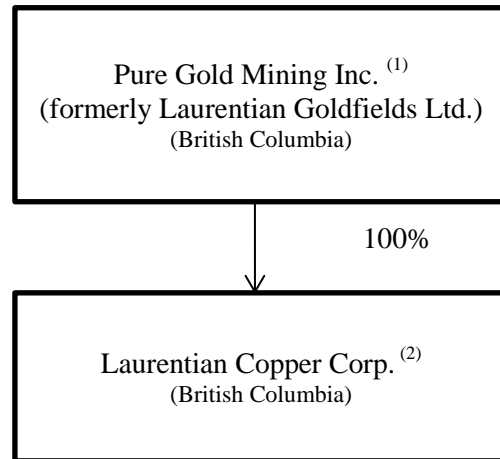 Pure Gold Mining Inc. (1)
(formerly Laurentian Goldfields Ltd.)
(British Columbia)
100%
Laurentian Copper Corp. (2)
(British Columbia)